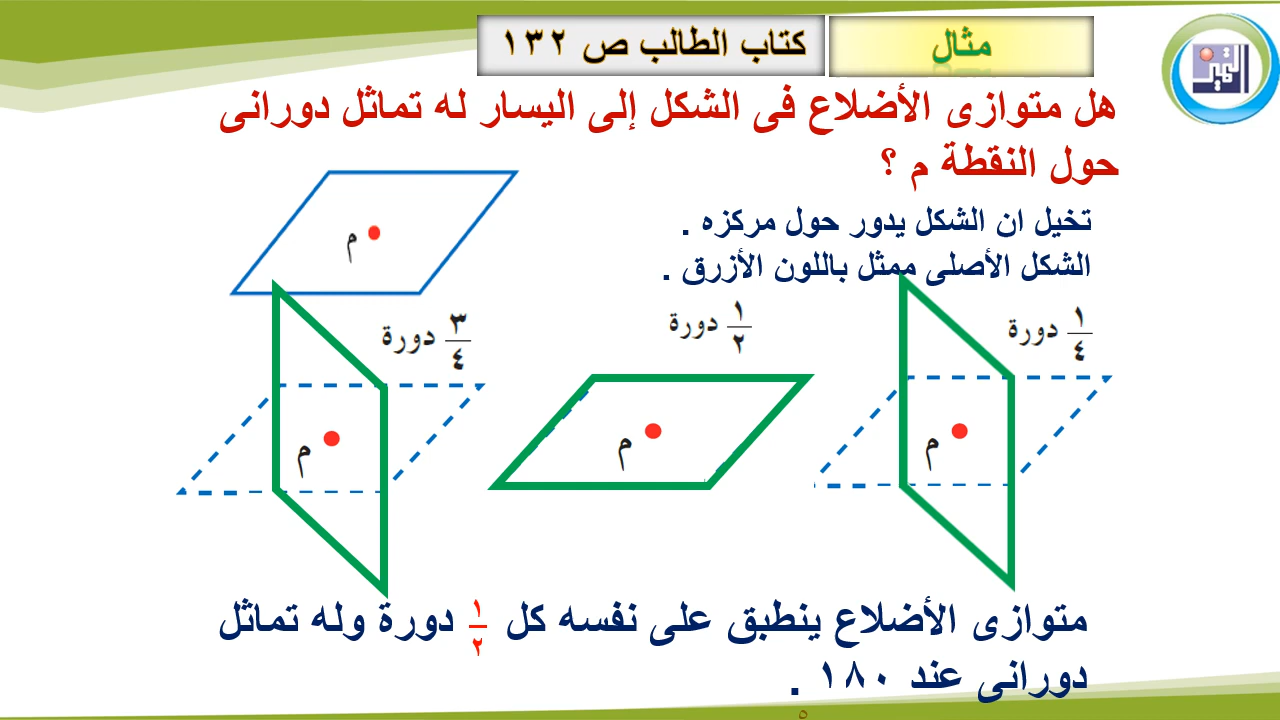 مثال
كتاب الطالب ص ١٣٢
التميز
هل متوازى الأضلاع فى الشكل إلى اليسار له تماثل دورانى
حول النقطة م ؟
م
تخيل ان الشكل يدور حول مركزه .
الشكل الأصلى ممثل باللون الأزرق .
١/٤ دورة
م
١/٢ دورة
م
٣/٤ دورة
م
متوازى الأضلاع ينطبق على نفسه كل ١/٢ دورة وله تماثل
دورانى عند ١٨٠ .
٥